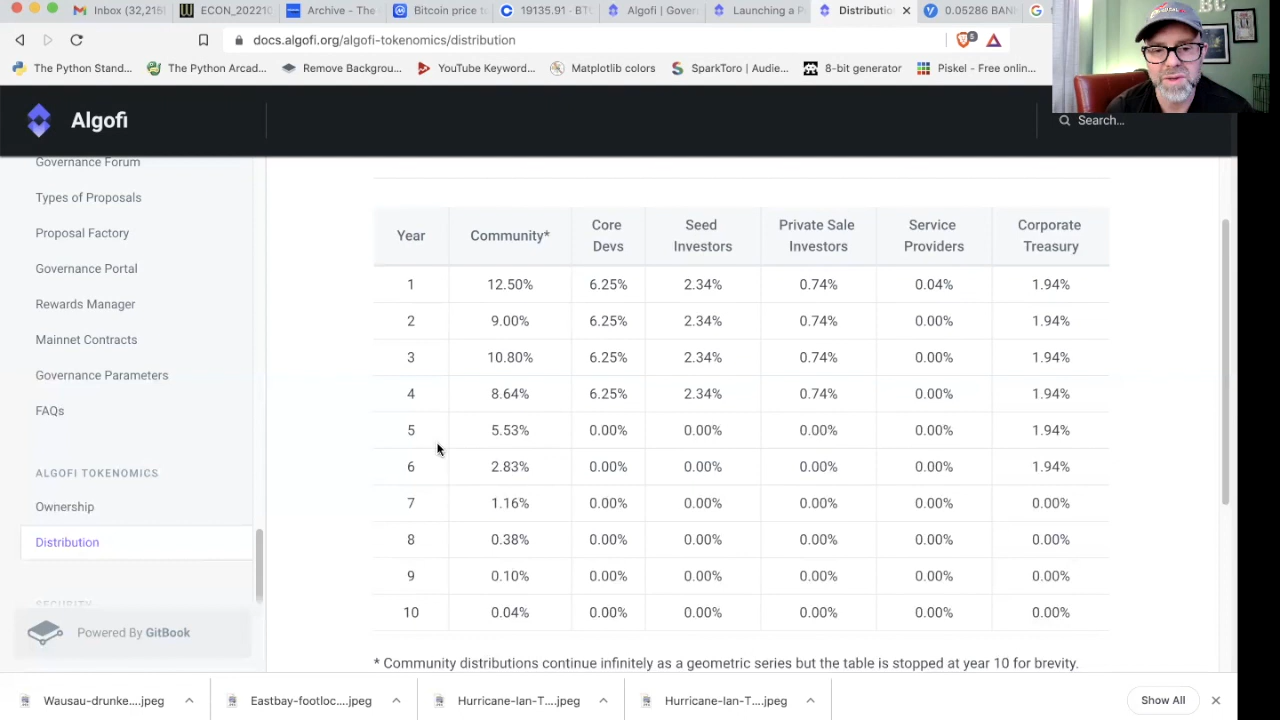 Inbox (32,216)
ECON_202210
Archive - The
Bitcoin price to
19135.91 - BTC
Algofi | Gover
Launching a P
Distributio
0.05286 BAN
docs.algofi.org/algofi-tokenomics/distribution
5
The Python Stand...
The Python Arcad...
Remove Backgrou...
YouTube Keyword...
Matplotlib colors
SparkToro | Audie...
8-bit generator
Piskel - Free onlin...
Algofi
Search...
Governance Forum
Types of Proposals
Proposal Factory
Governance Portal
Rewards Manager
Mainnet Contracts
Governance Parameters
FAQs
ALGOFI TOKENOMICS
Ownership
Distribution
SECURITY
Powered By GitBook
Year Community* Core Devs Seed Investors Private Sale Investors Service Providers Corporate Treasury
1 12.50% 6.25% 2.34% 0.74% 0.04% 1.94%
2 9.00% 6.25% 2.34% 0.74% 0.00% 1.94%
3 10.80% 6.25% 2.34% 0.74% 0.00% 1.94%
4 8.64% 6.25% 2.34% 0.74% 0.00% 1.94%
5 5.53% 0.00% 0.00% 0.00% 0.00% 1.94%
6 2.83% 0.00% 0.00% 0.00% 0.00% 1.94%
7 1.16% 0.00% 0.00% 0.00% 0.00% 0.00%
8 0.38% 0.00% 0.00% 0.00% 0.00% 0.00%
9 0.10% 0.00% 0.00% 0.00% 0.00% 0.00%
10 0.04% 0.00% 0.00% 0.00% 0.00% 0.00%
* Community distributions continue infinitely as a geometric series but the table is stopped at year 10 for brevity.
Wausau-drunke....jpeg
Eastbay-footloc....jpeg
Hurricane-Ian-T....jpeg
Hurricane-Ian-T....jpeg
Show All